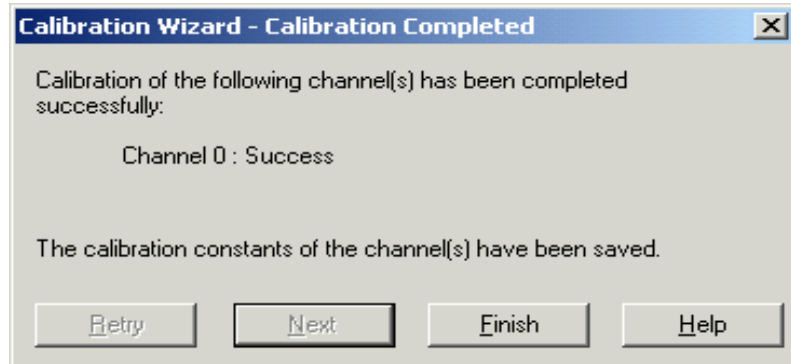 Calibration Wizard - Calibration Completed
Calibration of the following channel(s) has been completed
successfully:
Channel 0 : Success
The calibration constants of the channel(s) have been saved.
Retry Next Finish Help